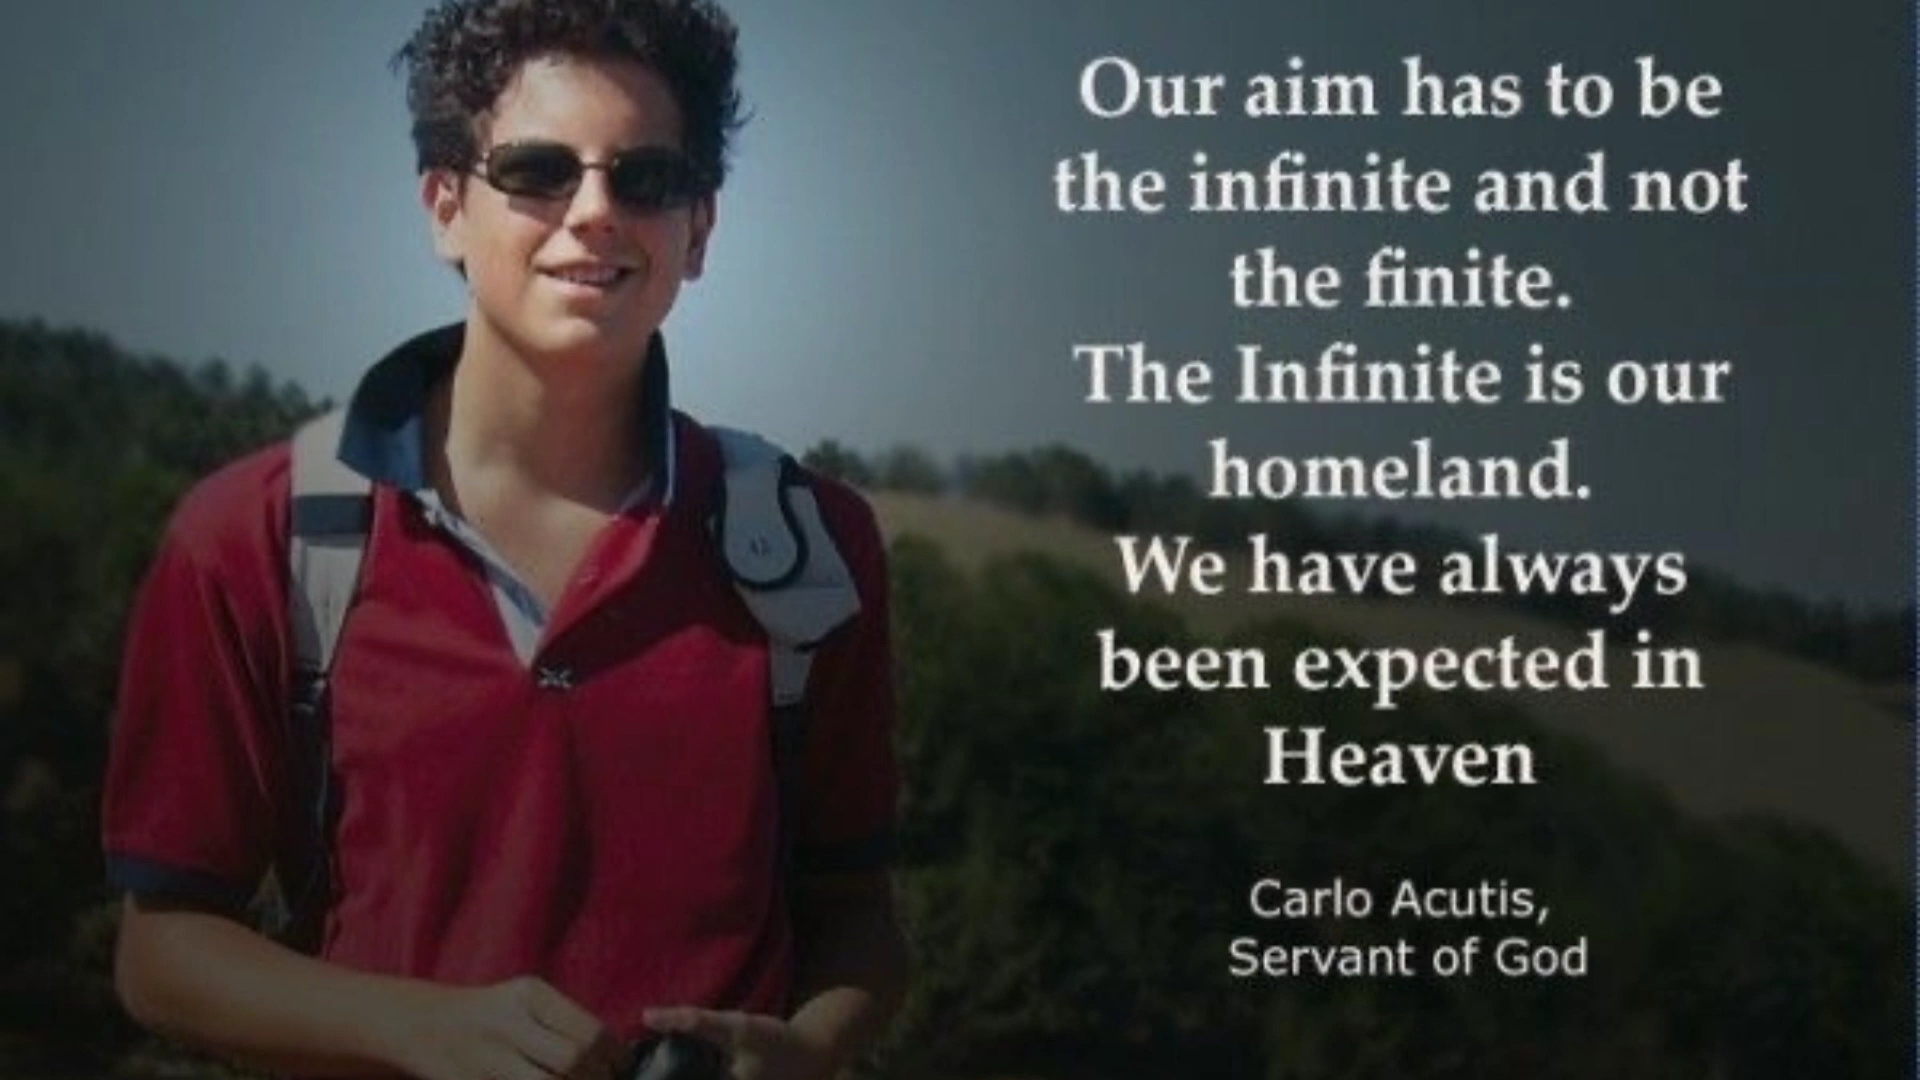 Our aim has to be
the infinite and not
the finite.
The Infinite is our
homeland.
We have always
been expected in
Heaven
Carlo Acutis,
Servant of God